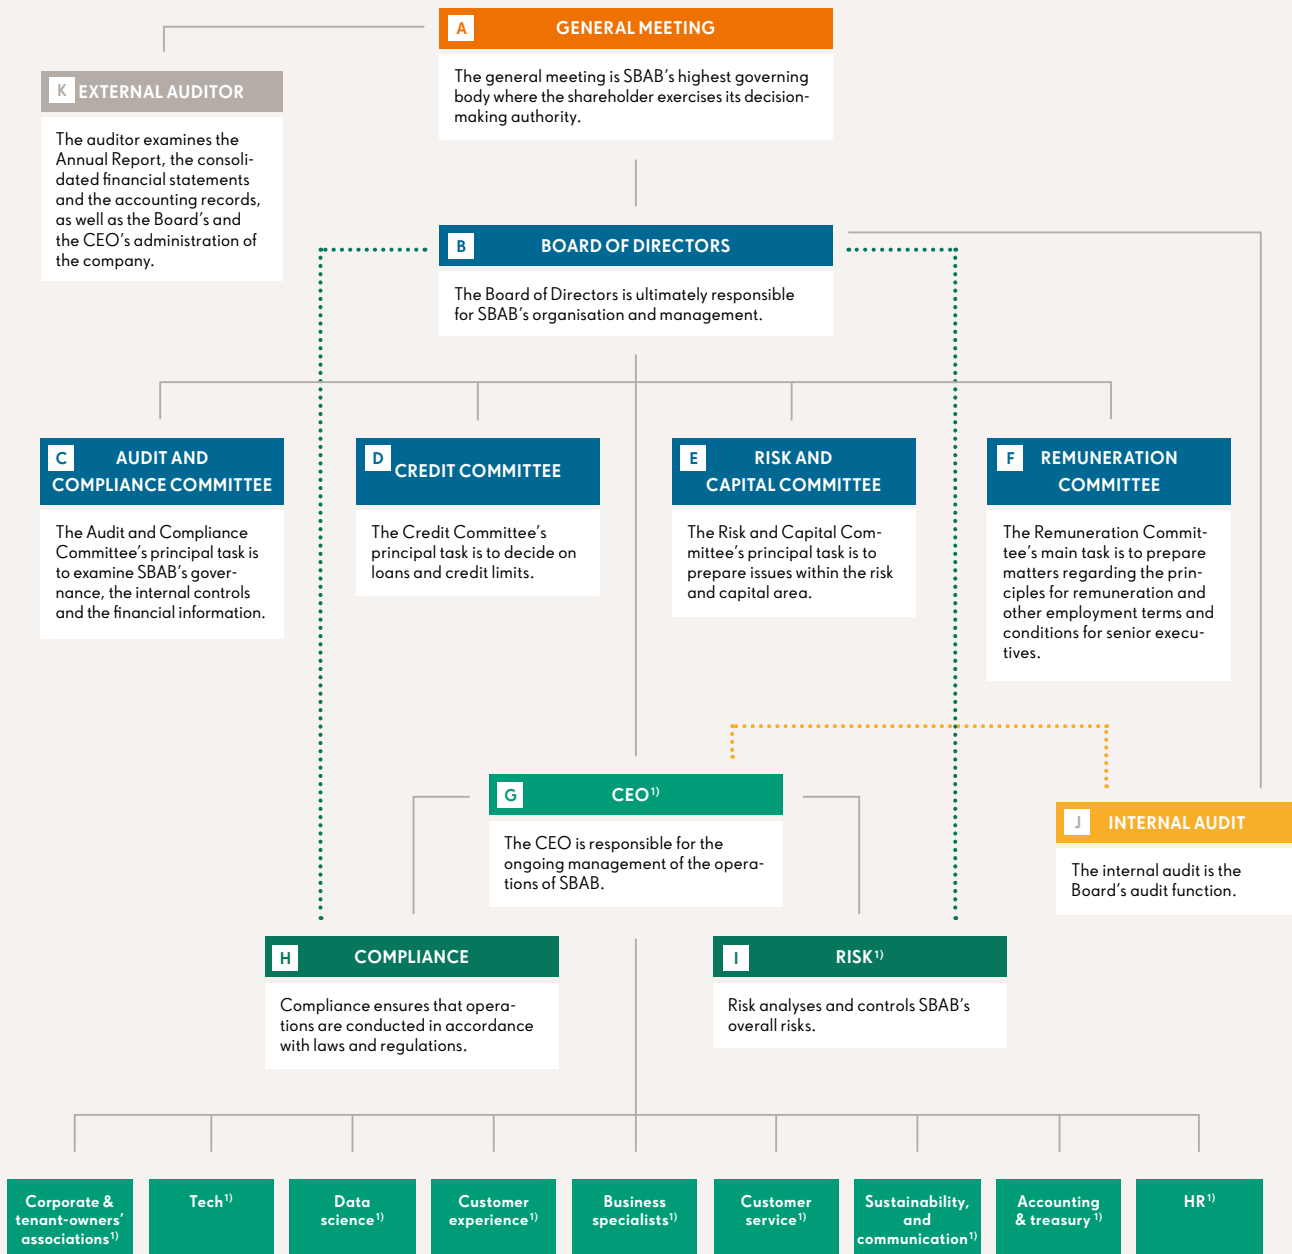 A
GENERAL MEETING
The general meeting is SBAB's highest governing
body where the shareholder exercises its decision-
making authority.
K EXTERNAL AUDITOR
The auditor examines the
Annual Report, the consoli-
dated financial statements
and the accounting records,
as well as the Board's and
the CEO's administration of
the company.
B
BOARD OF DIRECTORS
The Board of Directors is ultimately responsible
for SBAB's organisation and management.
C
AUDIT AND
COMPLIANCE COMMITTEE
The Audit and Compliance
Committee's principal task is
to examine SBAB's gover-
nance, the internal controls
and the financial information.
D
CREDIT COMMITTEE
The Credit Committee's
principal task is to decide on
loans and credit limits.
E
RISK AND
CAPITAL COMMITTEE
The Risk and Capital Com-
mittee's principal task is to
prepare issues within the risk
and capital area.
F
REMUNERATION
COMMITTEE
The Remuneration Commit-
tee's main task is to prepare
matters regarding the prin-
ciples for remuneration and
other employment terms and
conditions for senior execu-
tives.
G
CEO¹⁾
The CEO is responsible for the
ongoing management of the opera-
tions of SBAB.
J
INTERNAL AUDIT
The internal audit is the
Board's audit function.
H
COMPLIANCE
Compliance ensures that opera-
tions are conducted in accordance
with laws and regulations.
I
RISK¹⁾
Risk analyses and controls SBAB's
overall risks.
Corporate &
tenant-owners'
associations¹⁾
Tech¹⁾
Data
science¹⁾
Customer
experience¹⁾
Business
specialists¹⁾
Customer
service¹⁾
Sustainability,
and
communication¹⁾
Accounting
& treasury ¹⁾
HR¹⁾